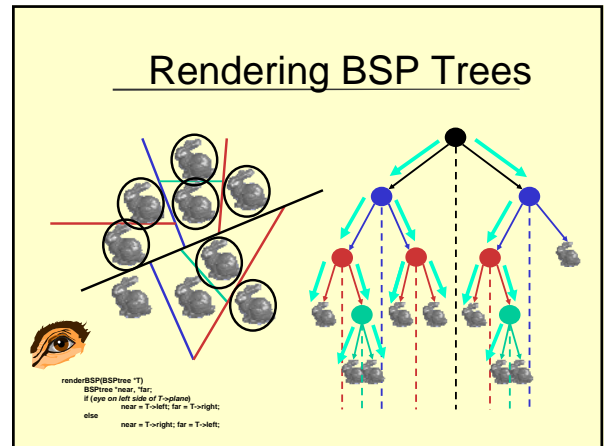 Rendering BSP Trees
renderBSP(BSPtree *T)
BSPtree *near, *far;
if (eye on left side of T->plane)
near = T->left; far = T->right;
else
near = T->right; far = T->left;